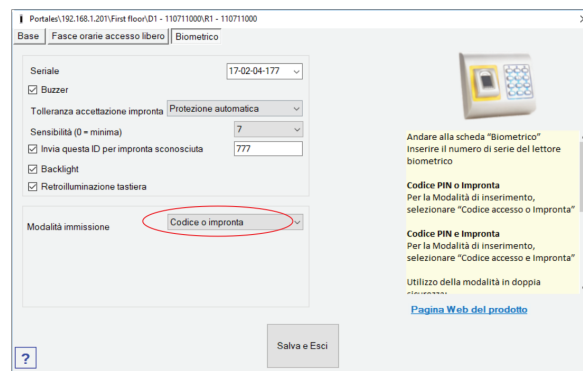 Portales\192.168.1.201\First floor\D1 - 110711000\R1 - 110711000
Base Fasce orarie accesso libero Biometrico
Seriale 17-02-04-177
Buzzer
Tolleranza accettazione impronta Protezione automatica
Sensibilità (0 = minima) 7
Invia questa ID per impronta sconosciuta 777
Backlight
Retroilluminazione tastiera
Modalità immissione Codice o impronta
Andare alla scheda "Biometrico"
Inserire il numero di serie del lettore
biometrico
Codice PIN o Impronta
Per la Modalità di inserimento,
selezionare "Codice accesso o Impronta"
Codice PIN e Impronta
Per la Modalità di inserimento,
selezionare "Codice accesso e Impronta"
Utilizzo della modalità in doppia
Pagina Web del prodotto
Salva e Esci
?